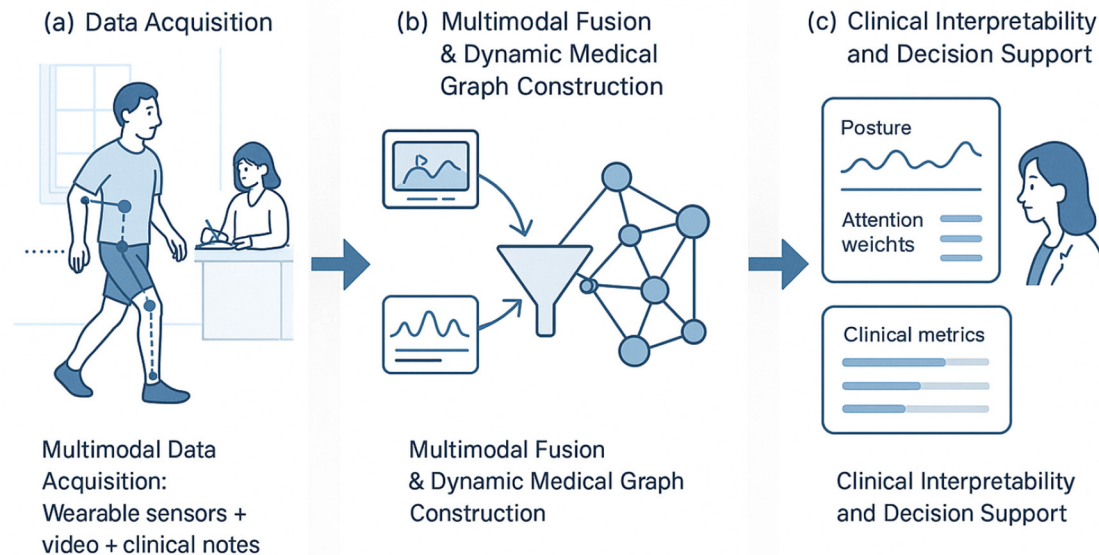 (a) Data Acquisition
(b) Multimodal Fusion
& Dynamic Medical
Graph Construction
(c) Clinical Interpretability
and Decision Support
Posture
Attention
weichts
Clinical metrics
Multimodal Data
Acquisition:
Wearable sensors +
video + clinical notes
Multimodal Fusion
& Dynamic Medical Graph
Construction
Clinical Interpretability
and Decision Support